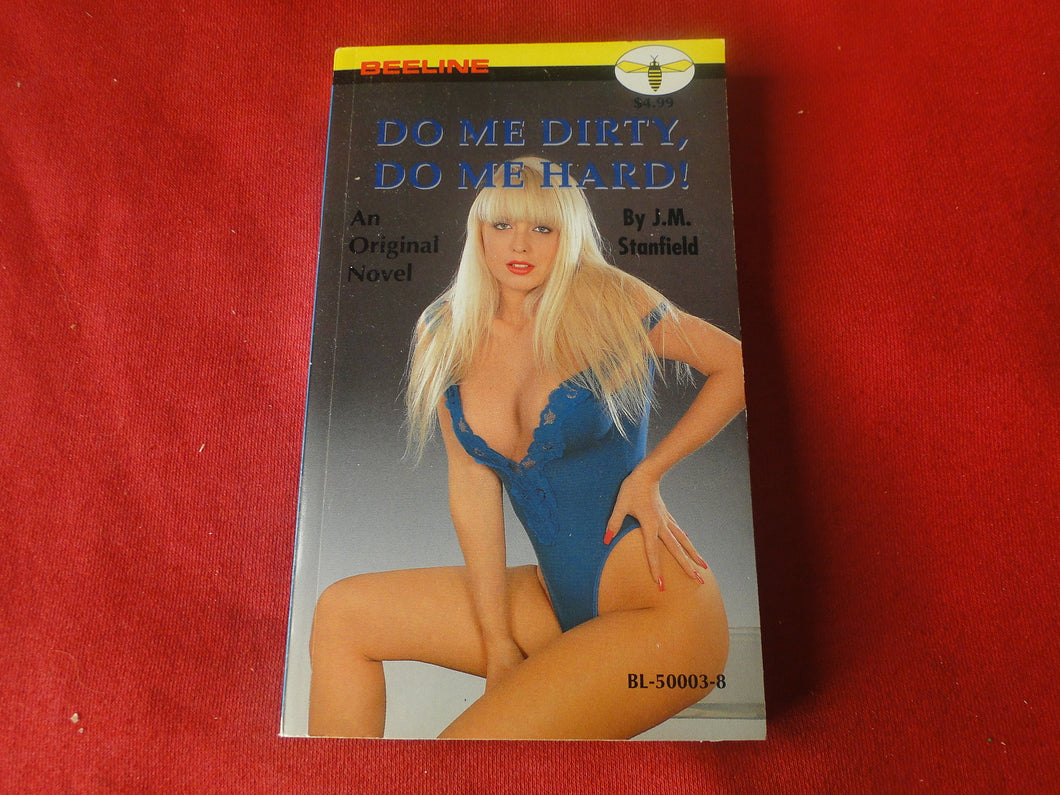 BEELINE
$4.99
DO ME DIRTY,
DO ME HARD!
An
Original
Novel
By J.M.
Stanfield
BL-50003-8